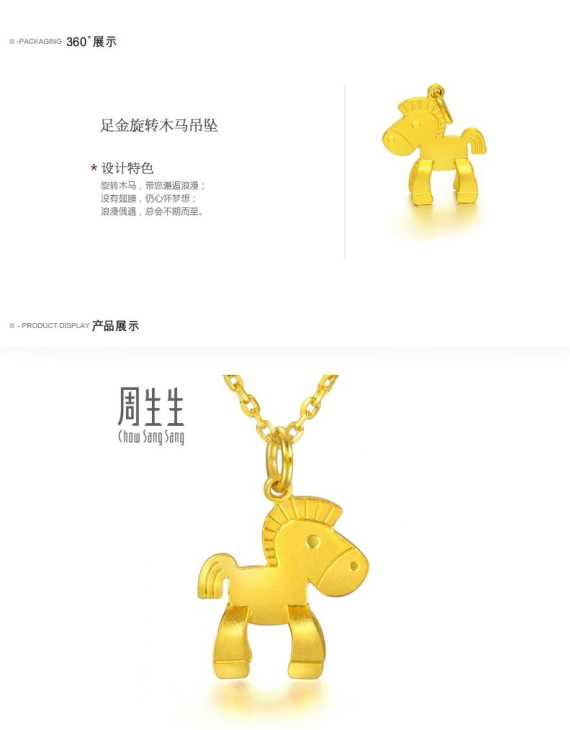 -PACKAGING 360°展示
足金旋转木马吊坠
* 设计特色
旋转木马，带您邂逅浪漫；
没有翅膀，仍心怀梦想；
浪漫偶遇，总会不期而至。
- PRODUCT DISPLAY 产品展示
周生生
Chow Sang Sang